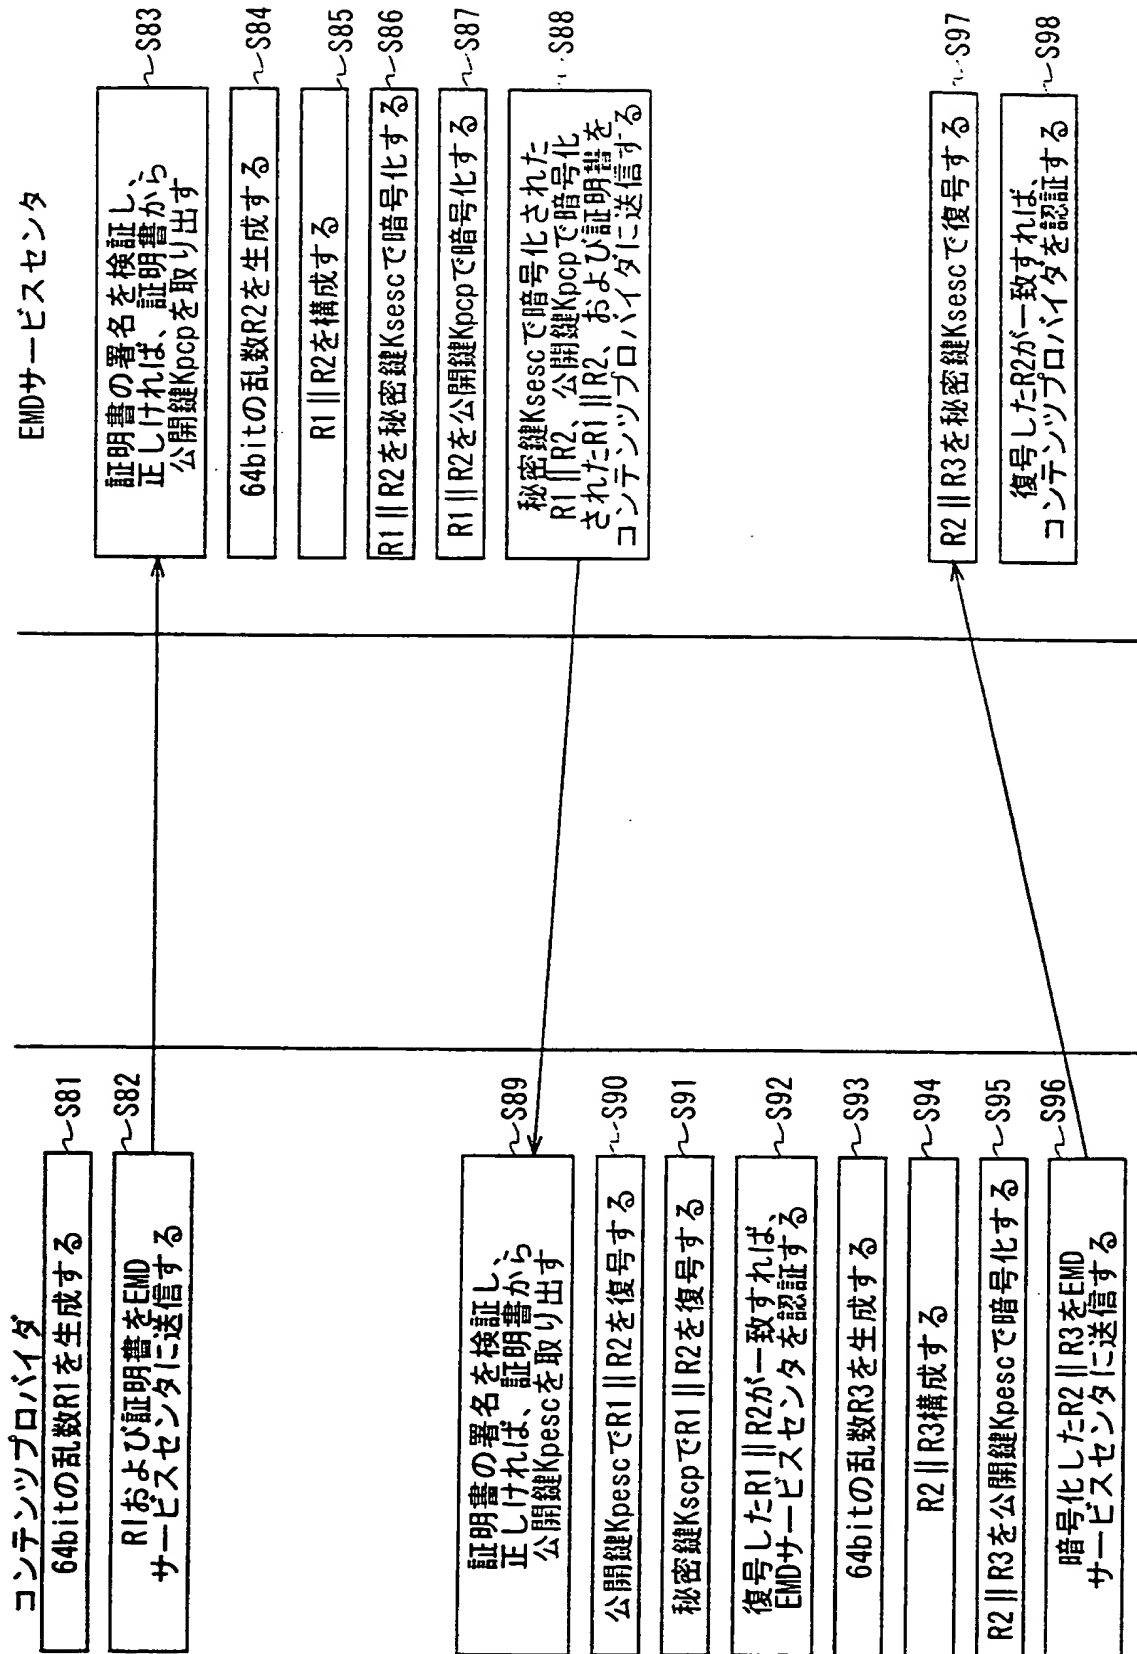 コンテンツプロバイダ
64bitの乱数R1を生成する
S81
R1および証明書をEMD
サービスセンタに送信する
S82
証明書の署名を検証し、
正しければ、証明書から
公開鍵Kpescを取り出す
S89
公開鍵KpescでR1||R2を復号する
S90
秘密鍵KscpでR1||R2を復号する
S91
復号したR1||R2が一致すれば、
EMDサービスセンタを認証する
S92
64bitの乱数R3を生成する
S93
R2||R3構成する
S94
R2||R3を公開鍵Kpescで暗号化する
S95
暗号化したR2||R3をEMD
サービスセンタに送信する
S96
EMDサービスセンタ
証明書の署名を検証し、
正しければ、証明書から
公開鍵Kpcpを取り出す
S83
64bitの乱数R2を生成する
S84
R1||R2を構成する
S85
R1||R2を秘密鍵Ksescで暗号化する
S86
R1||R2を公開鍵Kpcpで暗号化する
S87
秘密鍵Ksescで暗号化された
R1||R2、公開鍵Kpcpで暗号化
されたR1||R2、および証明書を
コンテンツプロバイダに送信する
S88
R2||R3を秘密鍵Ksescで復号する
S97
復号したR2が一致すれば、
コンテンツプロバイダを認証する
S98